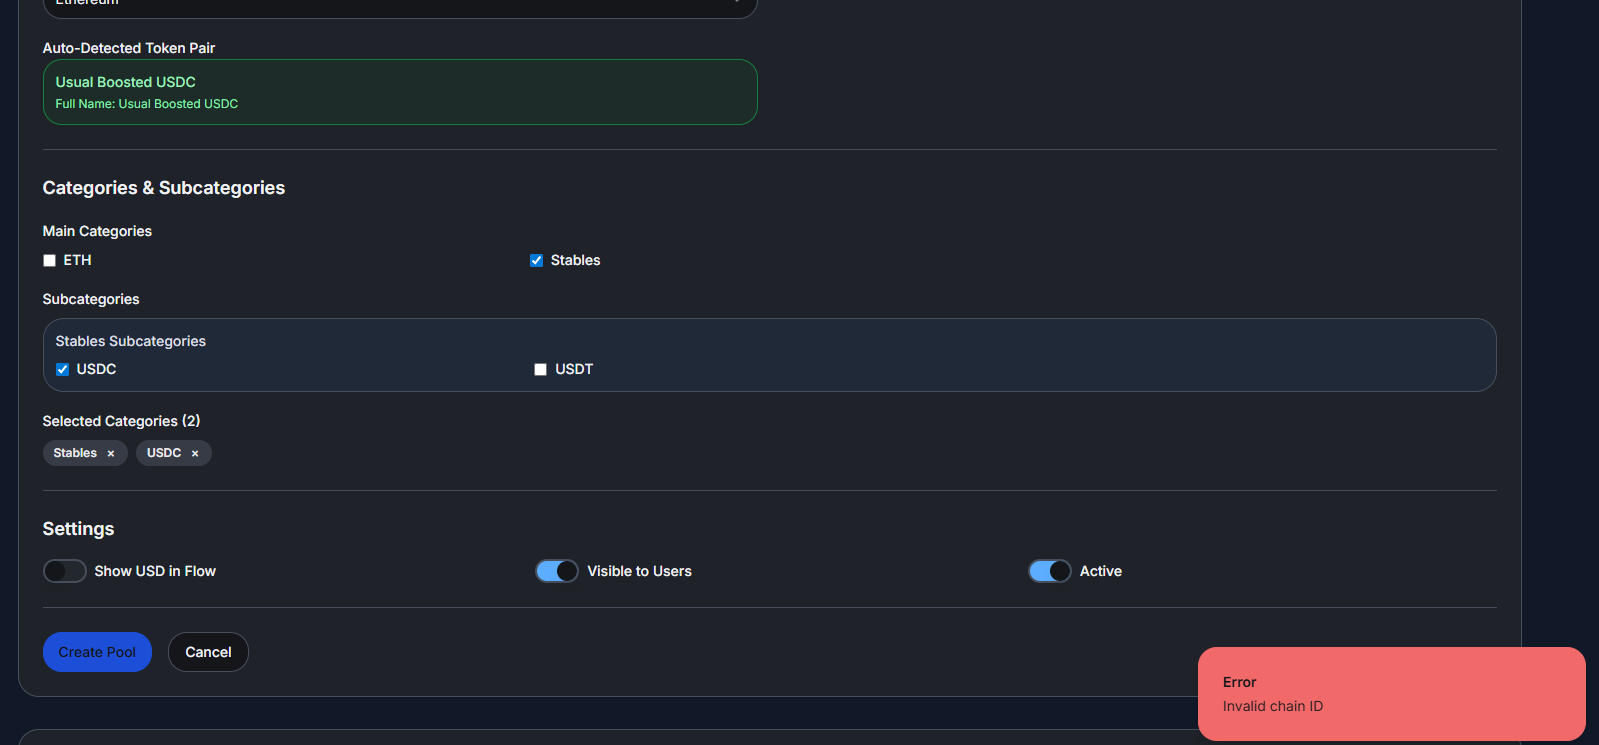 Ethereum
Auto-Detected Token Pair
Usual Boosted USDC
Full Name: Usual Boosted USDC
Categories & Subcategories
Main Categories
ETH
Stables
Subcategories
Stables Subcategories
USDC
USDT
Selected Categories (2)
Stables ×
USDC ×
Settings
Show USD in Flow
Visible to Users
Active
Create Pool
Cancel
Error
Invalid chain ID